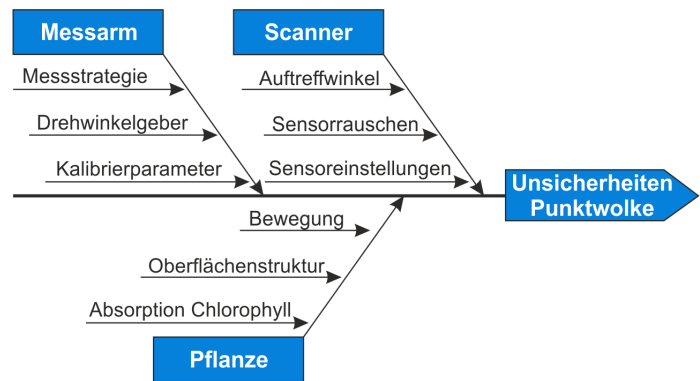 Messarm
Scanner
Messstrategie
Auftreffwinkel
Drehwinkelgeber
Sensorrauschen
Kalibrierparameter
Sensoreinstellungen
Unsicherheiten
Punktwolke
Bewegung
Oberflächenstruktur
Absorption Chlorophyll
Pflanze